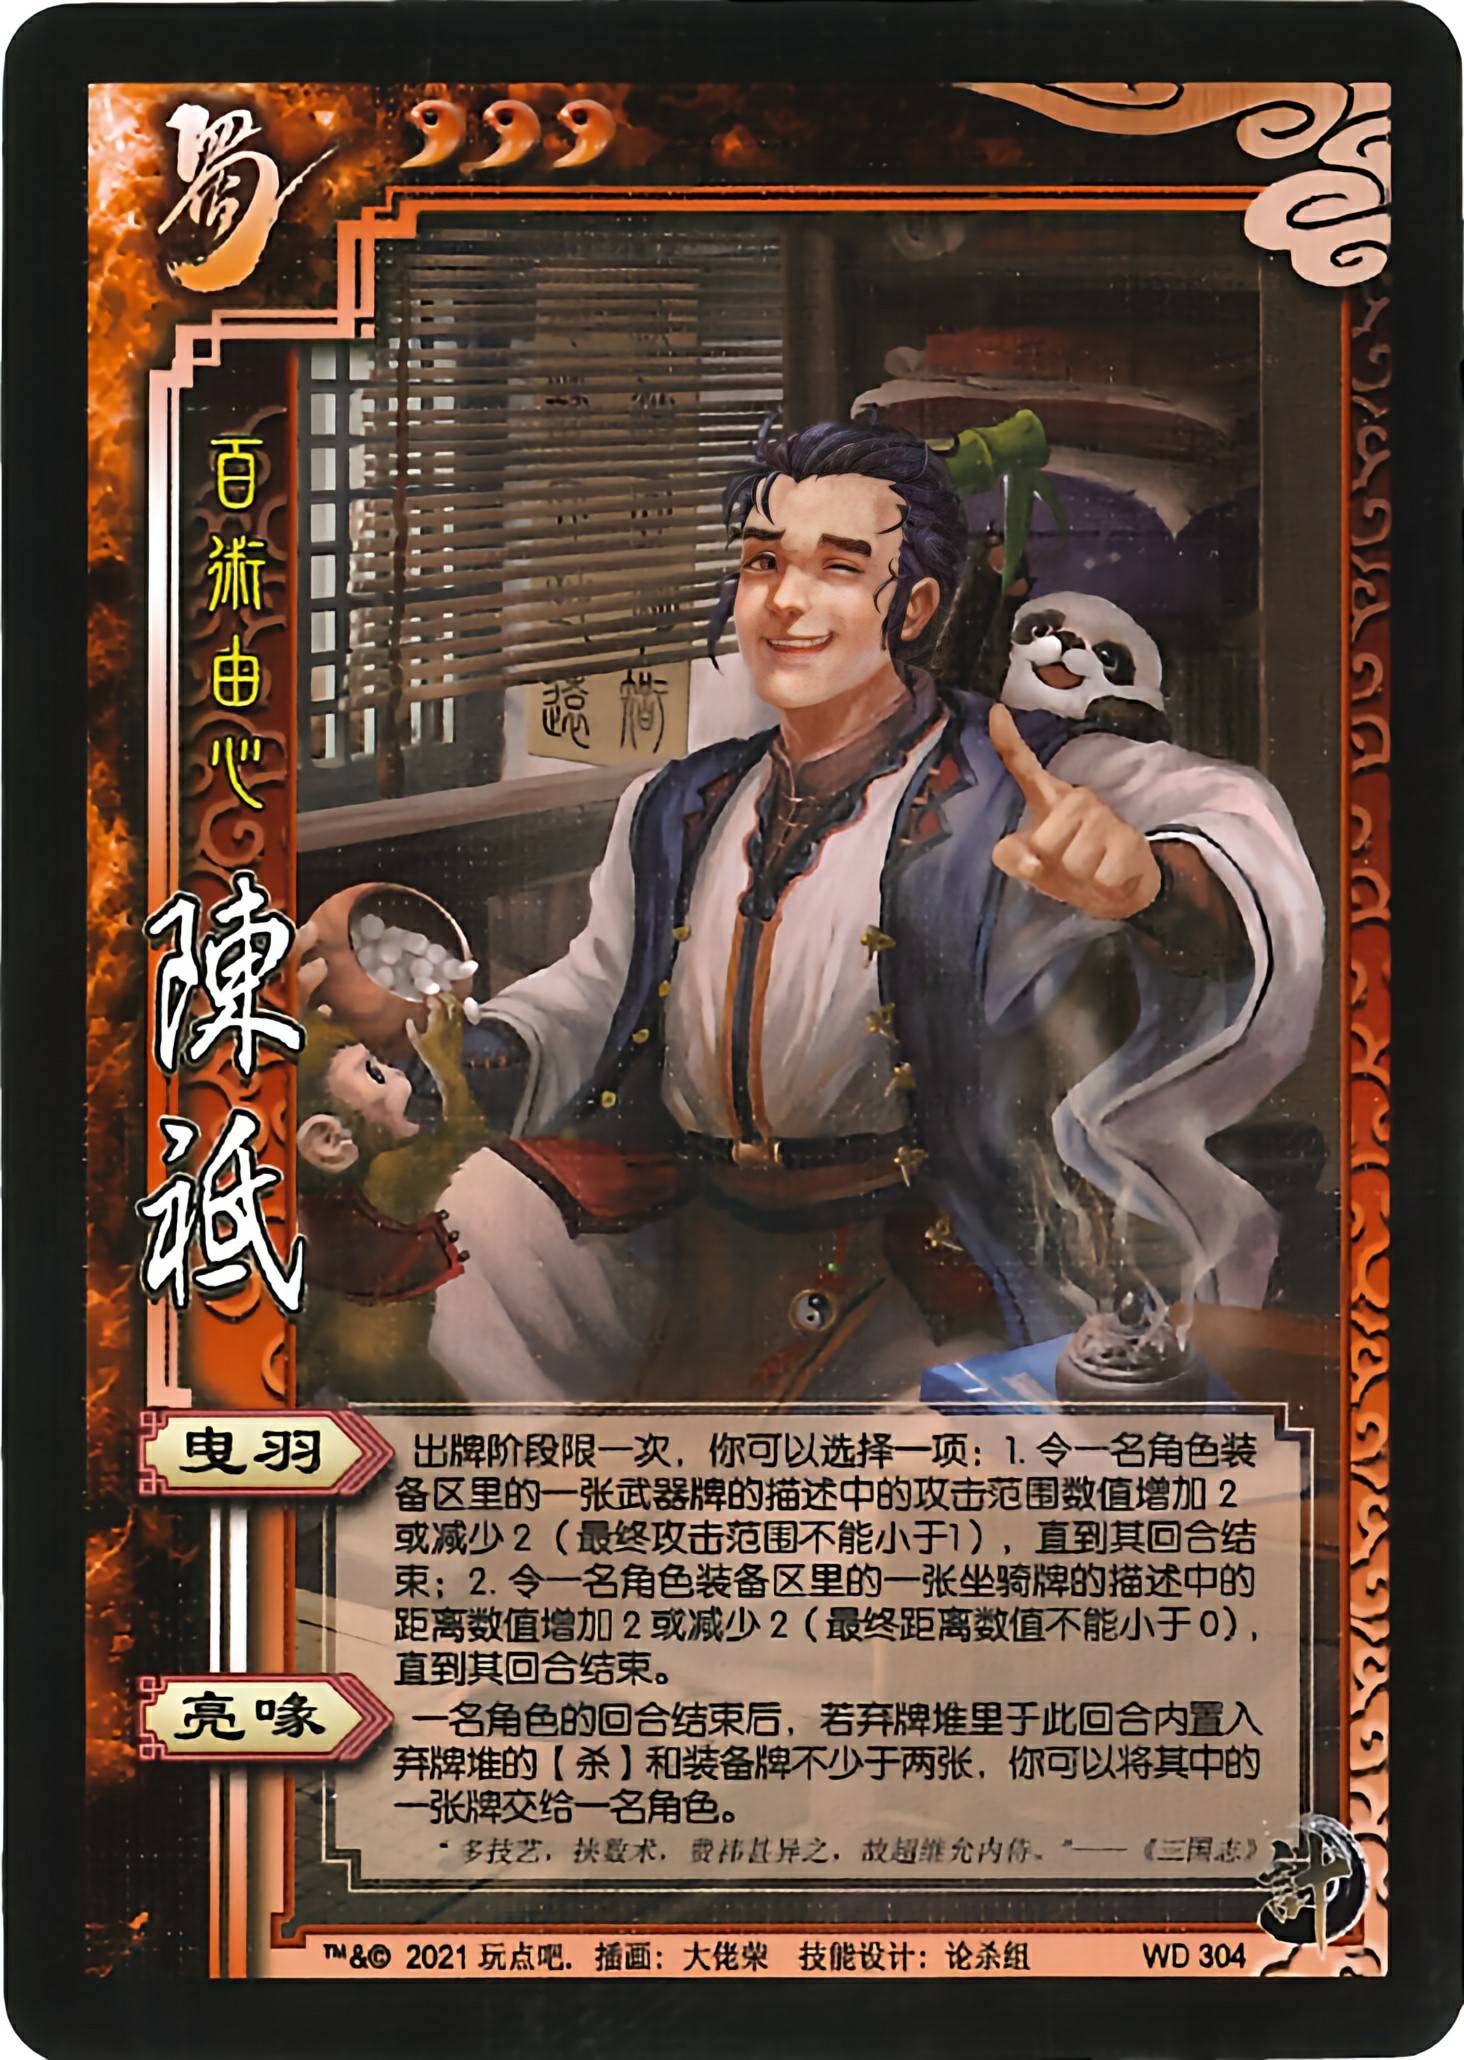 蜀
百術由心
陳祗
遠 術
曳羽
出牌阶段限一次，你可以选择一项：1.令一名角色装
备区里的一张武器牌的描述中的攻击范围数值增加2
或减少2（最终攻击范围不能小于1），直到其回合结
束；2.令一名角色装备区里的一张坐骑牌的描述中的
距离数值增加2或减少2（最终距离数值不能小于0），
直到其回合结束。
亮喙
一名角色的回合结束后，若弃牌堆里于此回合内置入
弃牌堆的【杀】和装备牌不少于两张，你可以将其中的
一张牌交给一名角色。
“多技艺，挟数术，费祎甚异之，故超继允内侍。”——《三国志》
計
™&© 2021 玩点吧. 插画：大佬荣 技能设计：论杀组 WD 304